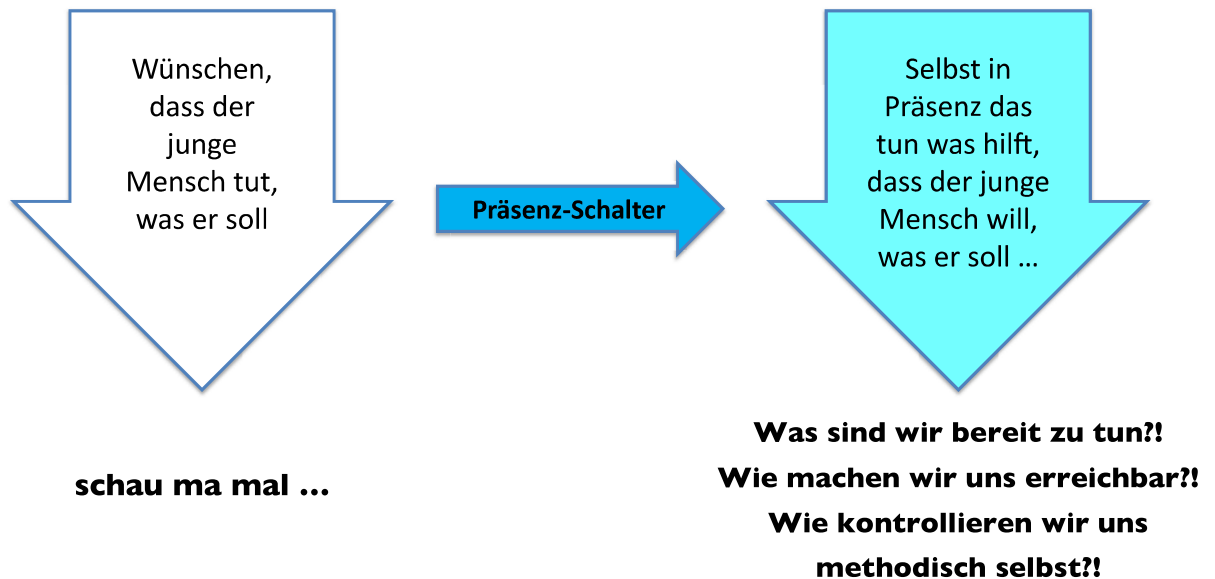 Wünschen,
dass der
junge
Mensch tut,
was er soll
Präsenz-Schalter
Selbst in
Präsenz das
tun was hilft,
dass der junge
Mensch will,
was er soll ...
schau ma mal ...
Was sind wir bereit zu tun?!
Wie machen wir uns erreichbar?!
Wie kontrollieren wir uns
methodisch selbst?!